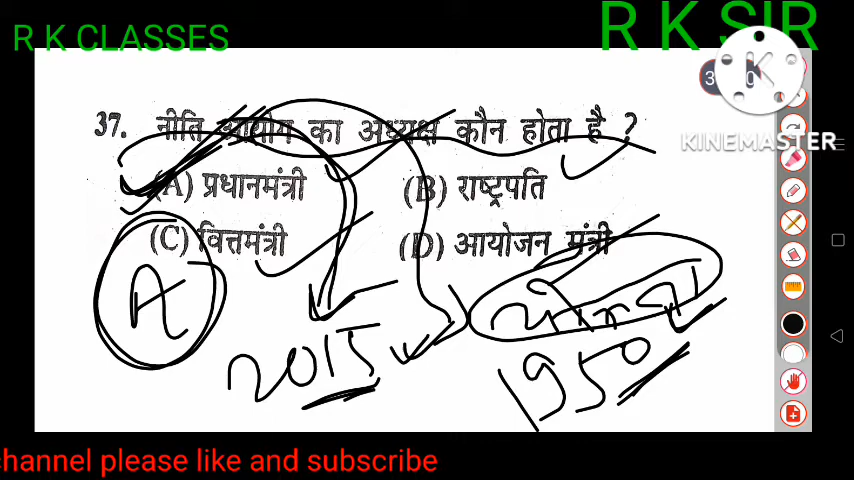 R K CLASSES
R K SIR
KINEMASTER
37. नीति आयोग का अध्यक्ष कौन होता है ?
(A) प्रधानमंत्री (B) राष्ट्रपति
(C) वित्तमंत्री (D) आयोजन मंत्री
A
2015
1950
channel please like and subscribe